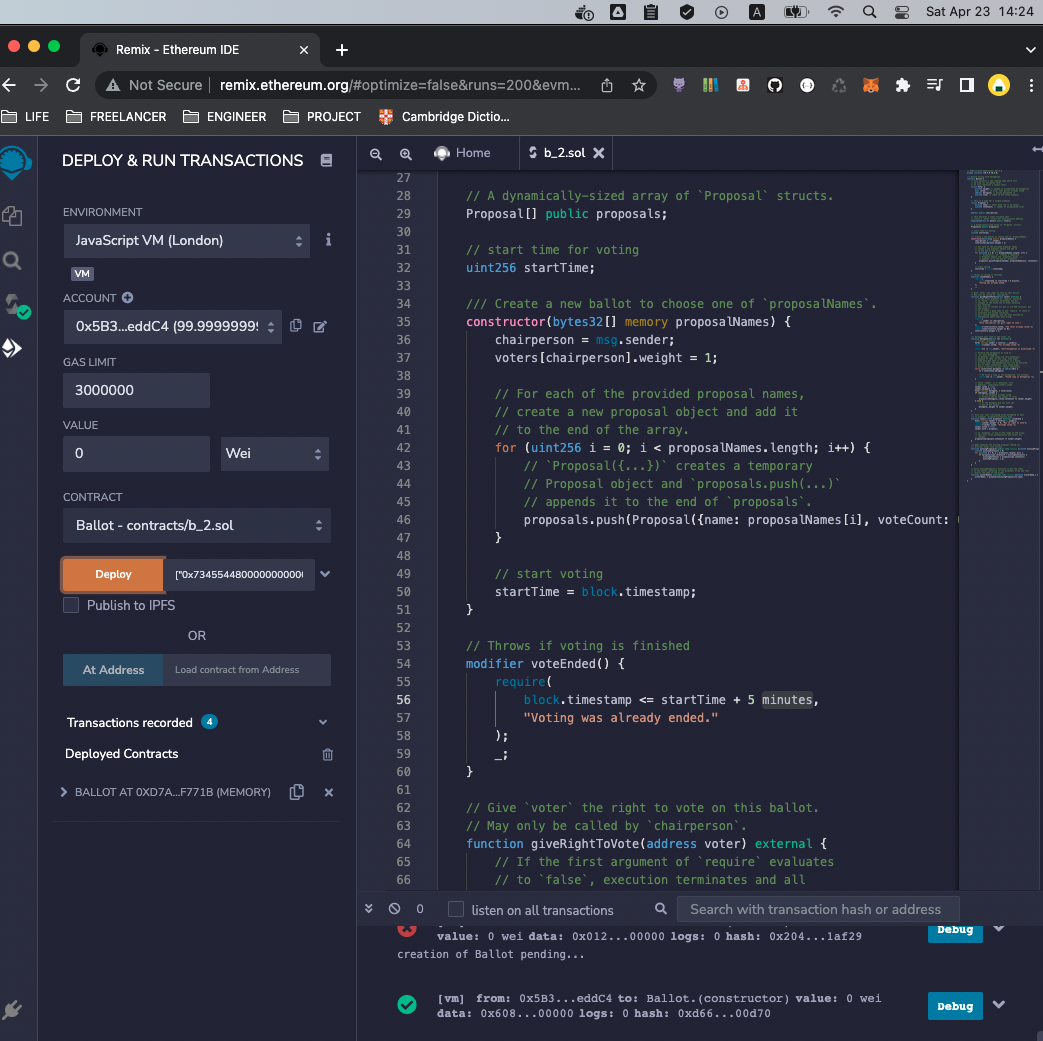 Sat Apr 23 14:24
Remix - Ethereum IDE
Not Secure
remix.ethereum.org/#optimize=false&runs=200&evm...
LIFE
FREELANCER
ENGINEER
PROJECT
Cambridge Dictio...
DEPLOY & RUN TRANSACTIONS
ENVIRONMENT
JavaScript VM (London)
VM
ACCOUNT
0x5B3...eddC4 (99.99999999
GAS LIMIT
3000000
VALUE
0
Wei
CONTRACT
Ballot - contracts/b_2.sol
Deploy
["0x7345544800000000000
Publish to IPFS
OR
At Address
Load contract from Address
Transactions recorded 4
Deployed Contracts
BALLOT AT 0XD7A...F771B (MEMORY)
Home
b_2.sol
27
28 // A dynamically-sized array of `Proposal` structs.
29 Proposal[] public proposals;
30
31 // start time for voting
32 uint256 startTime;
33
34 /// Create a new ballot to choose one of `proposalNames`.
35 constructor(bytes32[] memory proposalNames) {
36 chairperson = msg.sender;
37 voters[chairperson].weight = 1;
38
39 // For each of the provided proposal names,
40 // create a new proposal object and add it
41 // to the end of the array.
42 for (uint256 i = 0; i < proposalNames.length; i++) {
43 // `Proposal({...})` creates a temporary
44 // Proposal object and `proposals.push(...)`
45 // appends it to the end of `proposals`.
46 proposals.push(Proposal({name: proposalNames[i], voteCount:
47 }
48
49 // start voting
50 startTime = block.timestamp;
51 }
52
53 // Throws if voting is finished
54 modifier voteEnded() {
55 require(
56 block.timestamp <= startTime + 5 minutes,
57 "Voting was already ended."
58 );
59 _;
60 }
61
62 // Give `voter` the right to vote on this ballot.
63 // May only be called by `chairperson`.
64 function giveRightToVote(address voter) external {
65 // If the first argument of `require` evaluates
66 // to `false`, execution terminates and all
0
listen on all transactions
Search with transaction hash or address
value: 0 wei data: 0x012...00000 logs: 0 hash: 0x204...1af29
Debug
creation of Ballot pending...
[vm] from: 0x5B3...eddC4 to: Ballot.(constructor) value: 0 wei
data: 0x608...00000 logs: 0 hash: 0xd66...00d70
Debug